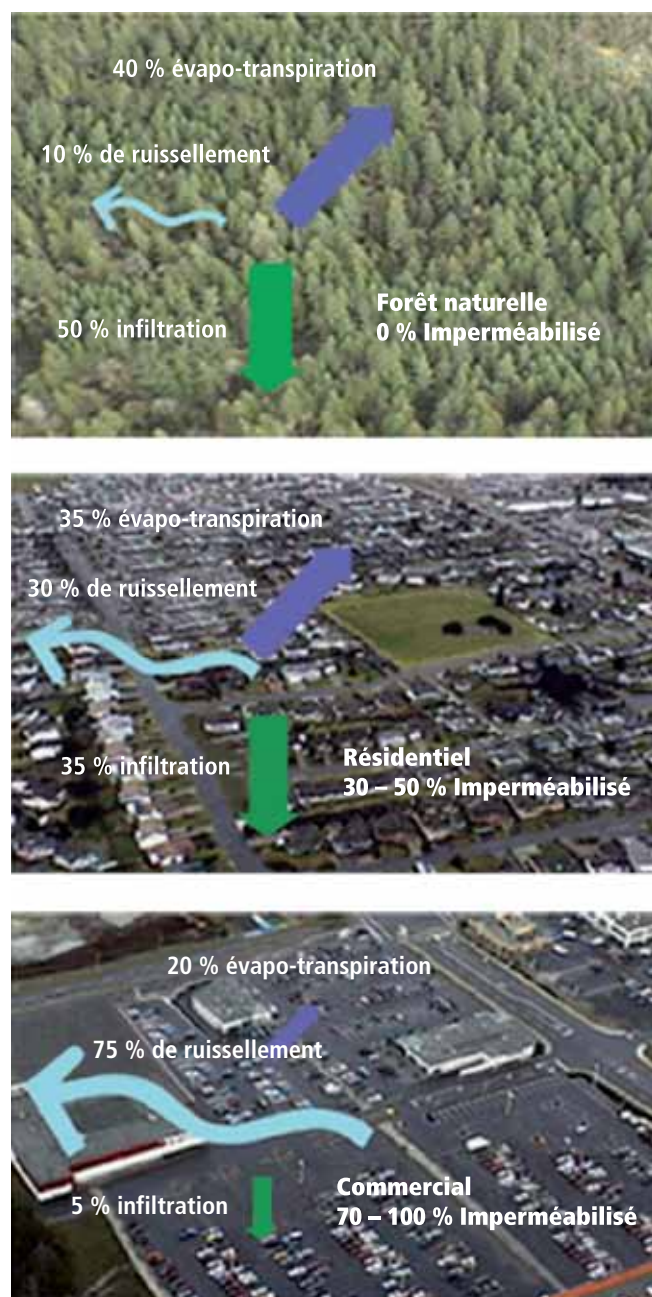 40 % évapo-transpiration
10 % de ruissellement
50 % infiltration
Forêt naturelle
0 % Imperméabilisé
35 % évapo-transpiration
30 % de ruissellement
35 % infiltration
Résidentiel
30 – 50 % Imperméabilisé
20 % évapo-transpiration
75 % de ruissellement
5 % infiltration
Commercial
70 – 100 % Imperméabilisé